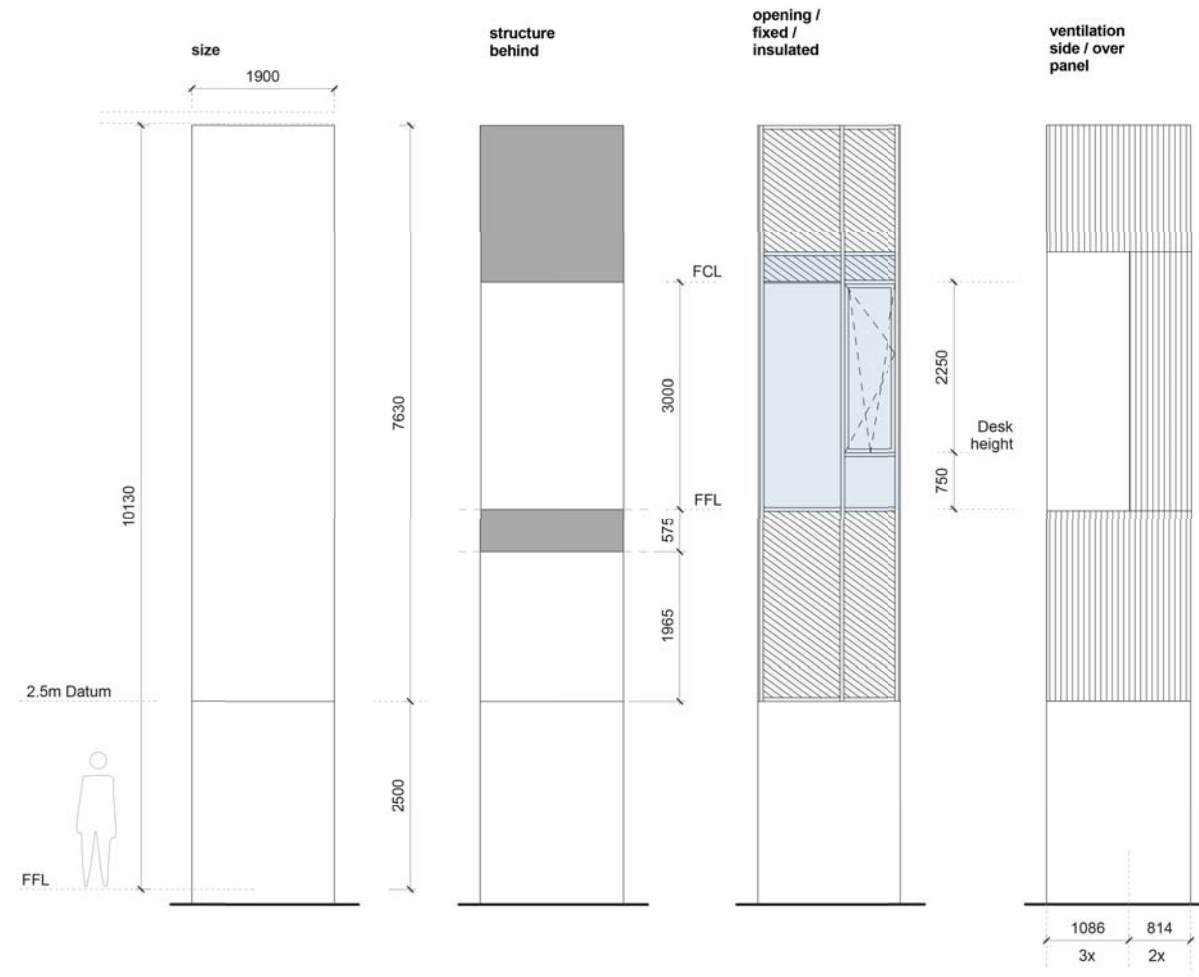 size
structure
behind
opening /
fixed /
insulated
ventilation
side / over
panel
1900
FCL
7630
3000
2250
Desk
height
10130
FFL
750
575
1965
2.5m Datum
2500
FFL
1086
814
3x
2x